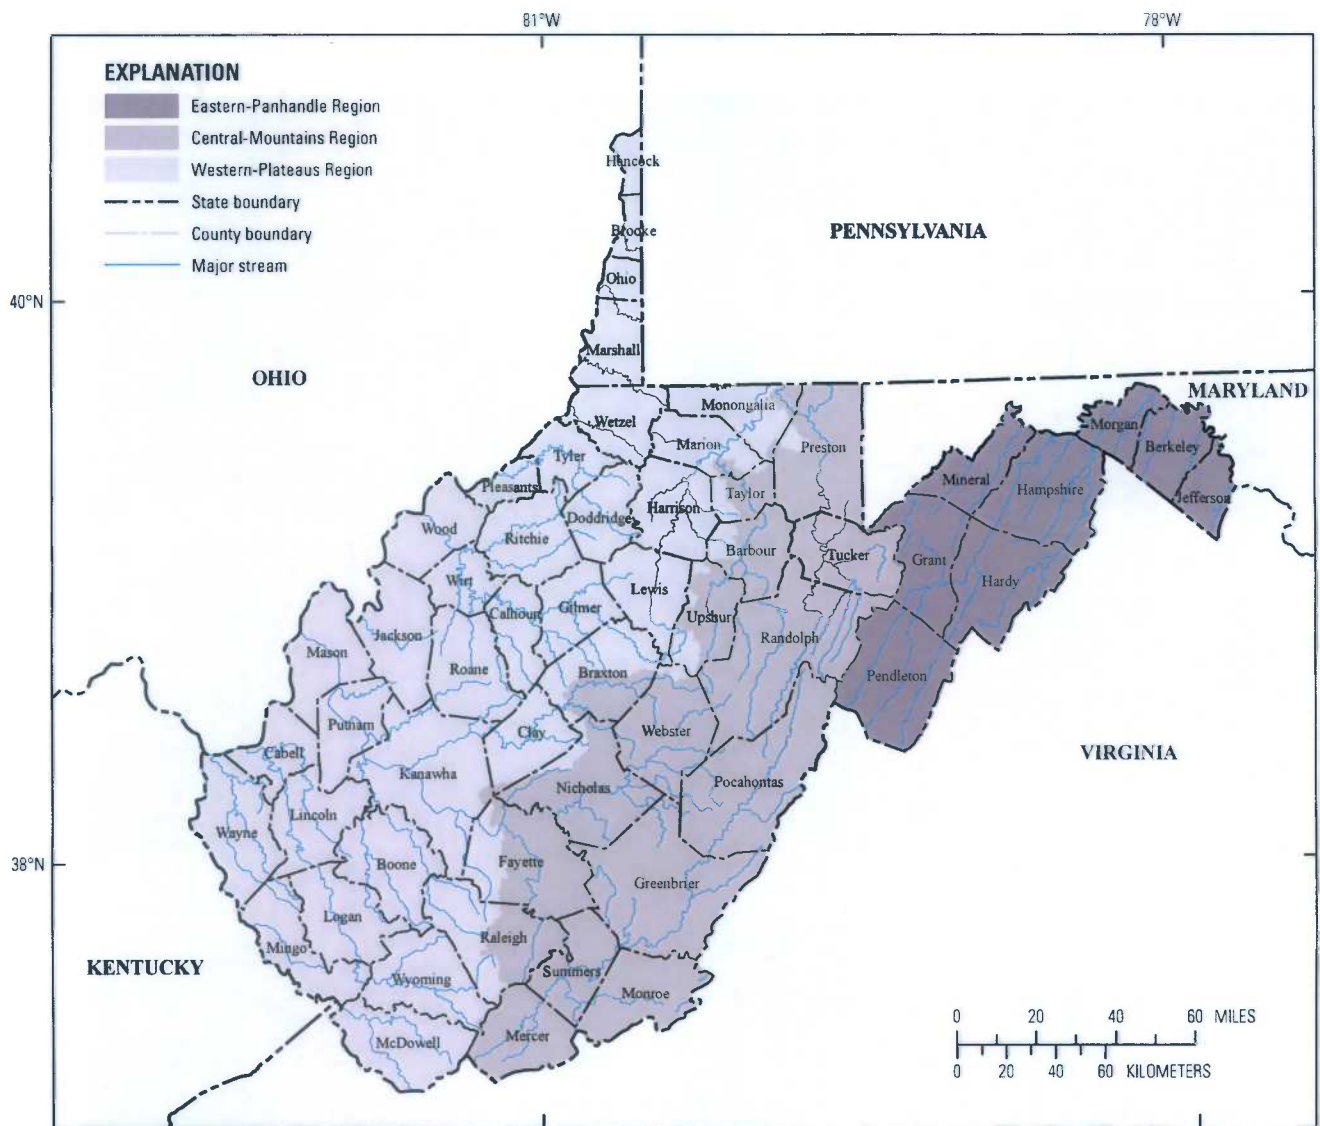 81°W
78°W
EXPLANATION
Eastern-Panhandle Region
Central-Mountains Region
Western-Plateaus Region
State boundary
County boundary
Major stream
Hancock
Brooke
PENNSYLVANIA
Ohio
40°N
Marshall
OHIO
MARYLAND
Monongalia
Wetzel
Morgan
Marion
Preston
Berkeley
Tyler
Mineral
Pleasants
Hampshire
Taylor
Jefferson
Harrison
Doddridge
Wood
Ritchie
Barbour
Tucker
Grant
Wirt
Hardy
Lewis
Gilmer
Calhoun
Upshur
Jackson
Randolph
Mason
Roane
Braxton
Pendleton
Putnam
Clay
Webster
Cabell
VIRGINIA
Kanawha
Pocahontas
Nicholas
Lincoln
Wayne
38°N
Boone
Fayette
Greenbrier
Logan
Raleigh
Mingo
KENTUCKY
Summers
Wyoming
Monroe
Mercer
McDowell
0 20 40 60 MILES
0 20 40 60 KILOMETERS